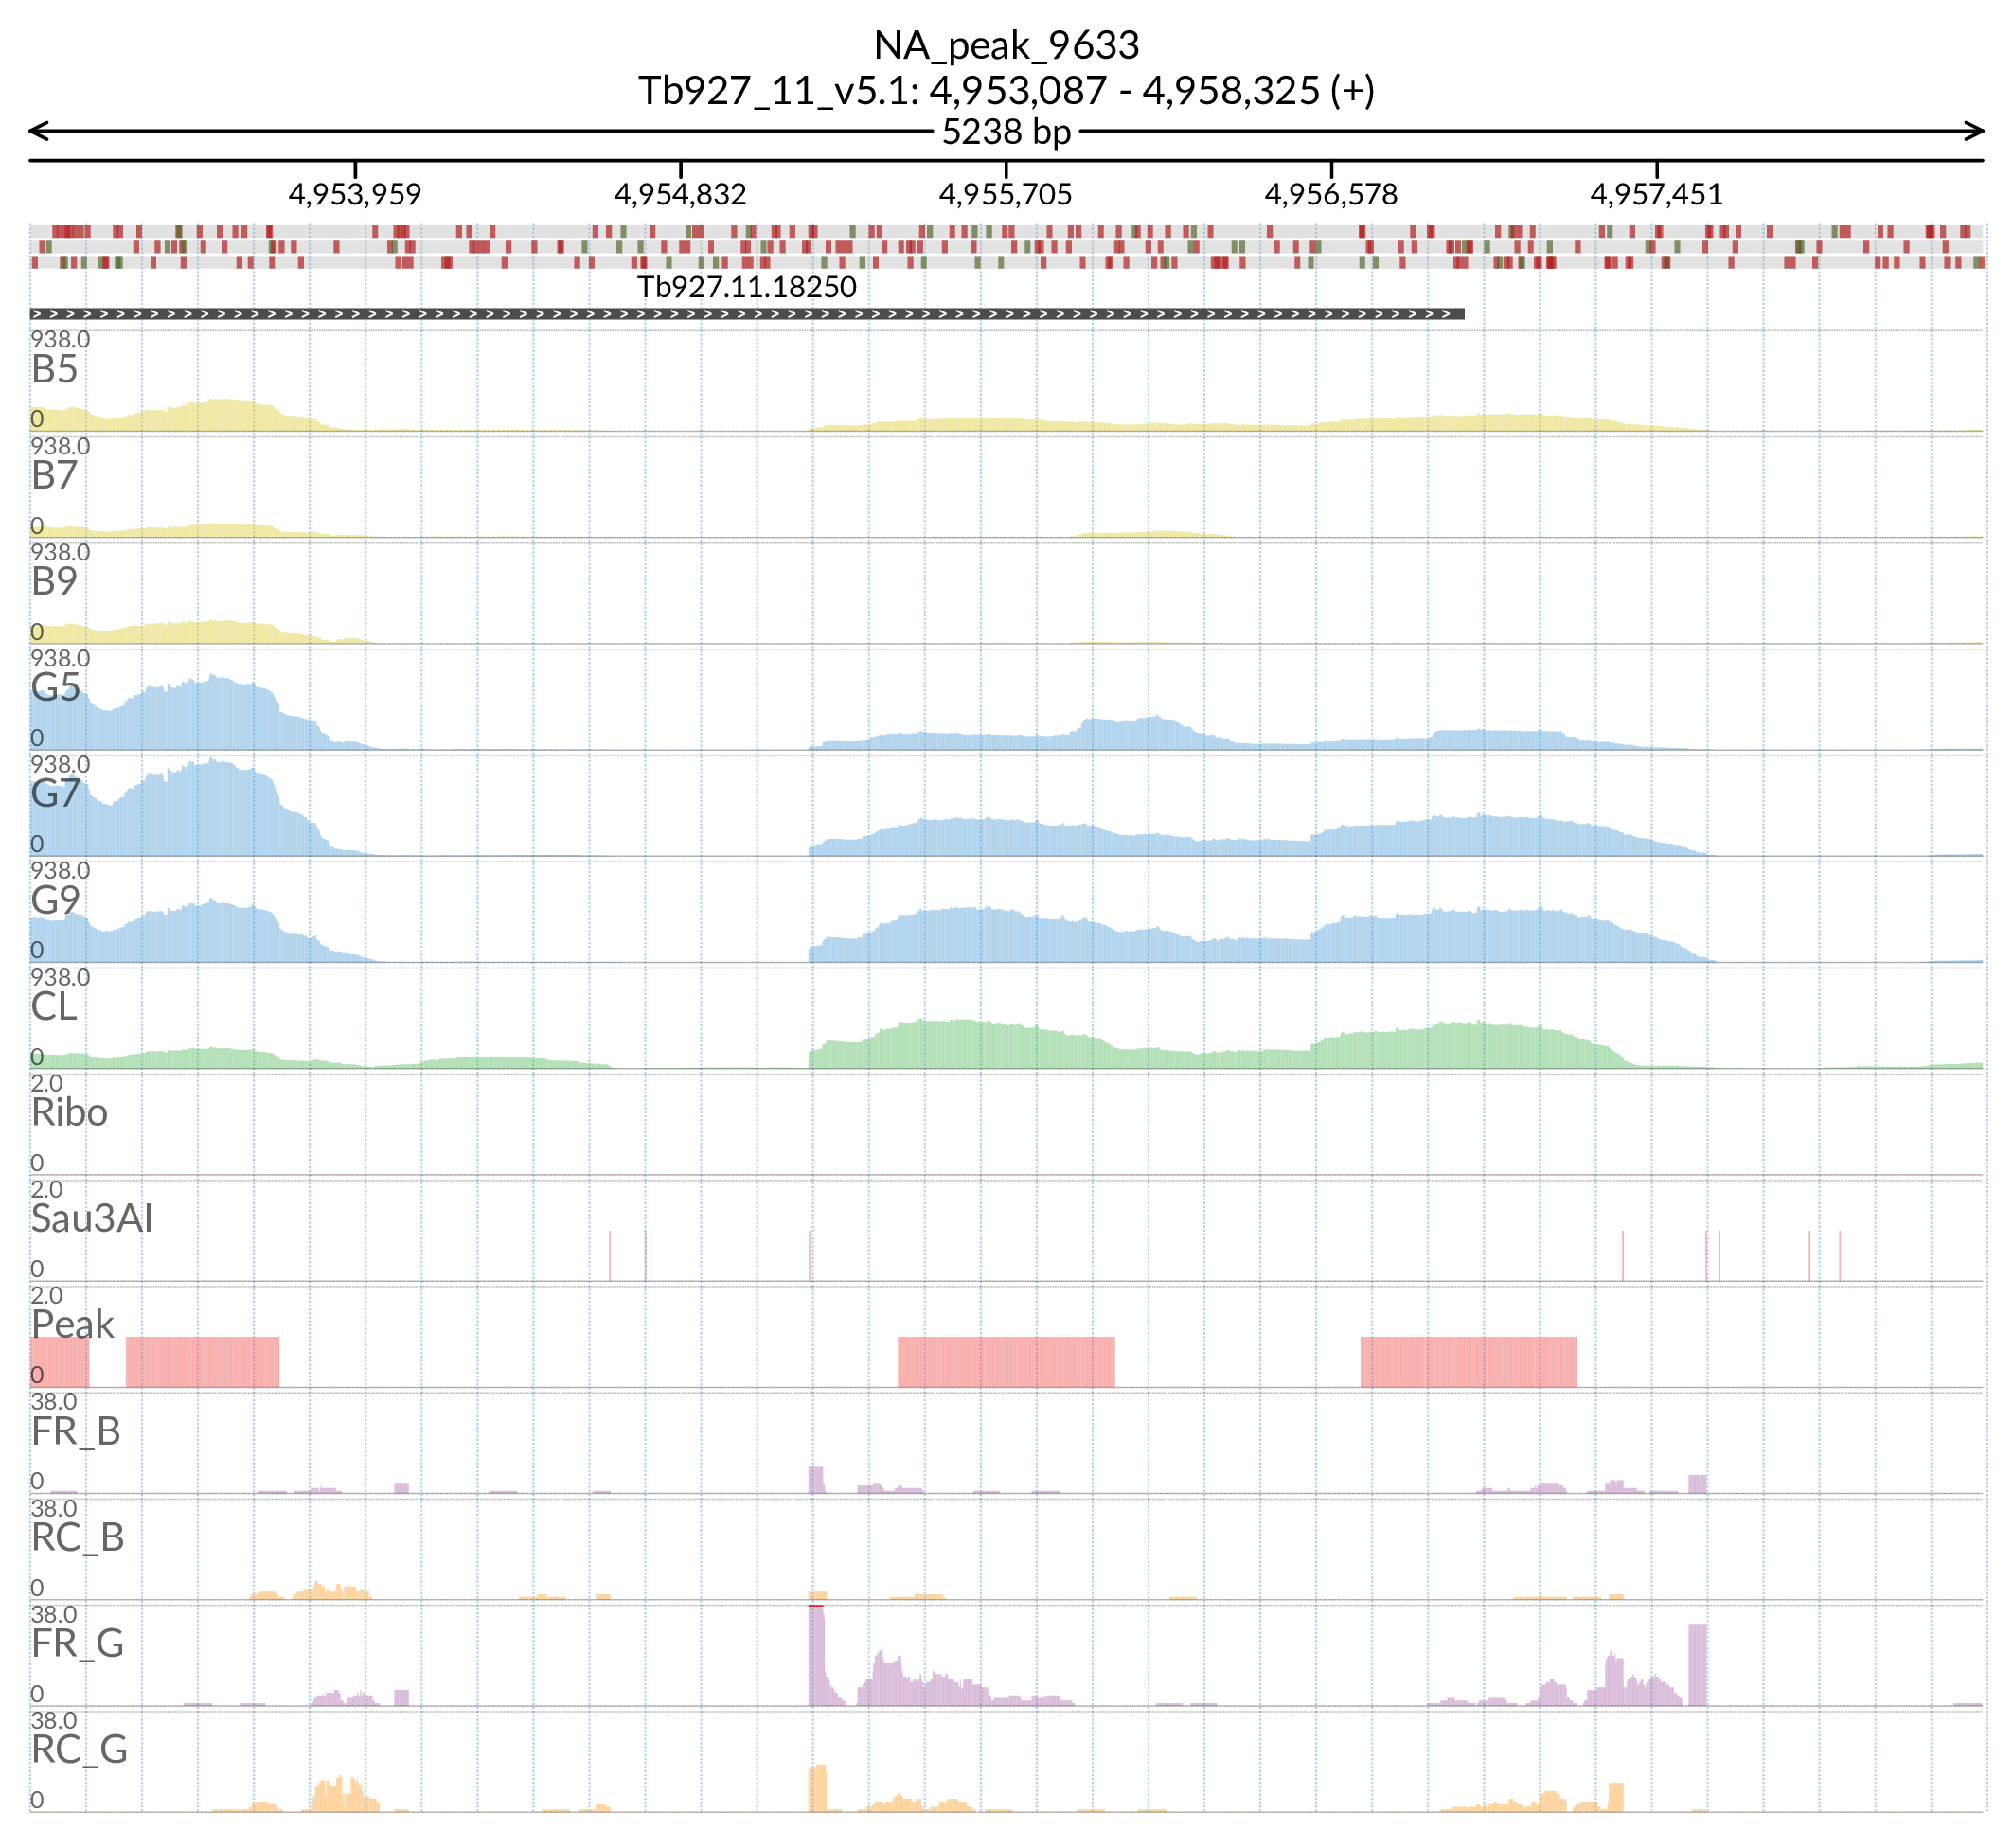 NA_peak_9633
Tb927_11_v5.1: 4,953,087 - 4,958,325 (+)
5238 bp
4,953,959 4,954,832 4,955,705 4,956,578 4,957,451
Tb927.11.18250
938.0
B5
0
938.0
B7
0
938.0
B9
0
938.0
G5
0
938.0
G7
0
938.0
G9
0
938.0
CL
0
2.0
Ribo
0
2.0
Sau3AI
0
2.0
Peak
0
38.0
FR_B
0
38.0
RC_B
0
38.0
FR_G
0
38.0
RC_G
0